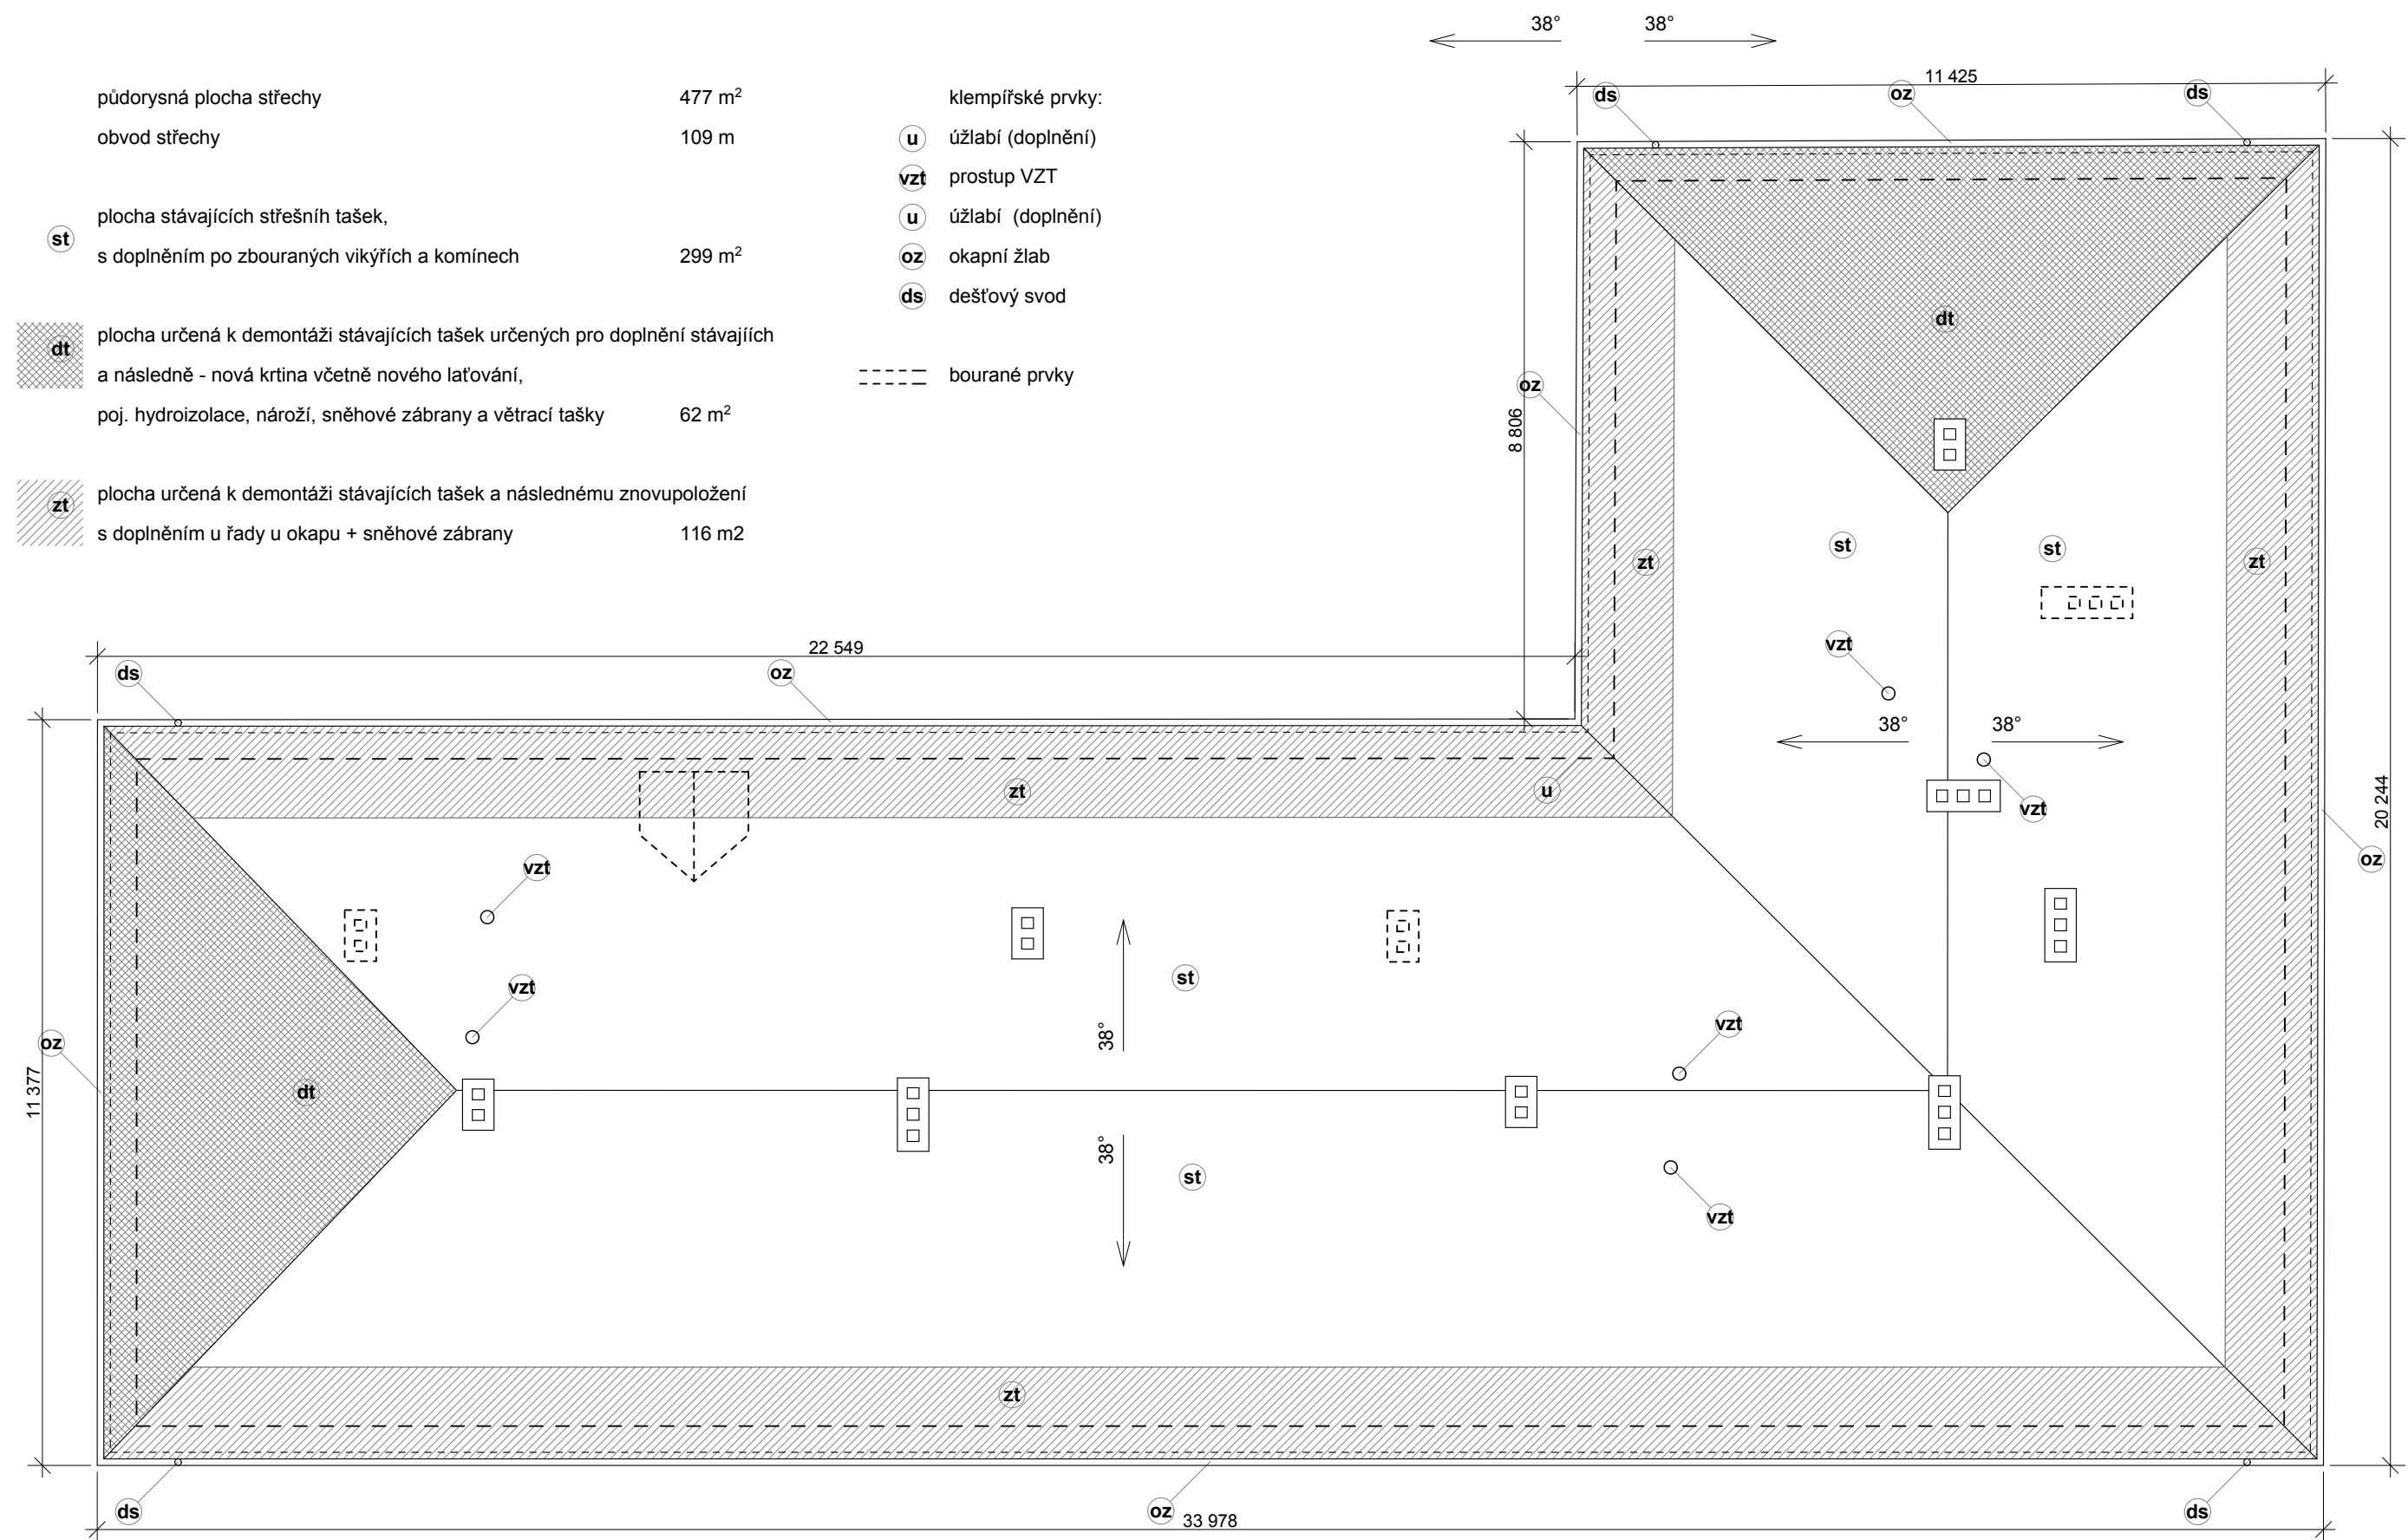 38° 38°
půdorysná plocha střechy 477 m²
obvod střechy 109 m
st plocha stávajících střešníh tašek,
s doplněním po zbouraných vikýřích a komínech 299 m²
dt plocha určená k demontáži stávajících tašek určených pro doplnění stávajíích
a následně - nová krtina včetně nového laťování,
poj. hydroizolace, nároží, sněhové zábrany a větrací tašky 62 m²
zt plocha určená k demontáži stávajících tašek a následnému znovupoložení
s doplněním u řady u okapu + sněhové zábrany 116 m2
klempířské prvky:
u úžlabí (doplnění)
vzt prostup VZT
u úžlabí (doplnění)
oz okapní žlab
ds dešťový svod
bourané prvky
11 425
ds oz ds
dt
oz
8 806
zt st st zt
vzt
22 549
ds oz
38° 38°
zt u vzt
20 244
oz
vzt
st
vzt
38°
vzt
oz
11 377
dt
38°
st
vzt
zt
ds oz ds
33 978